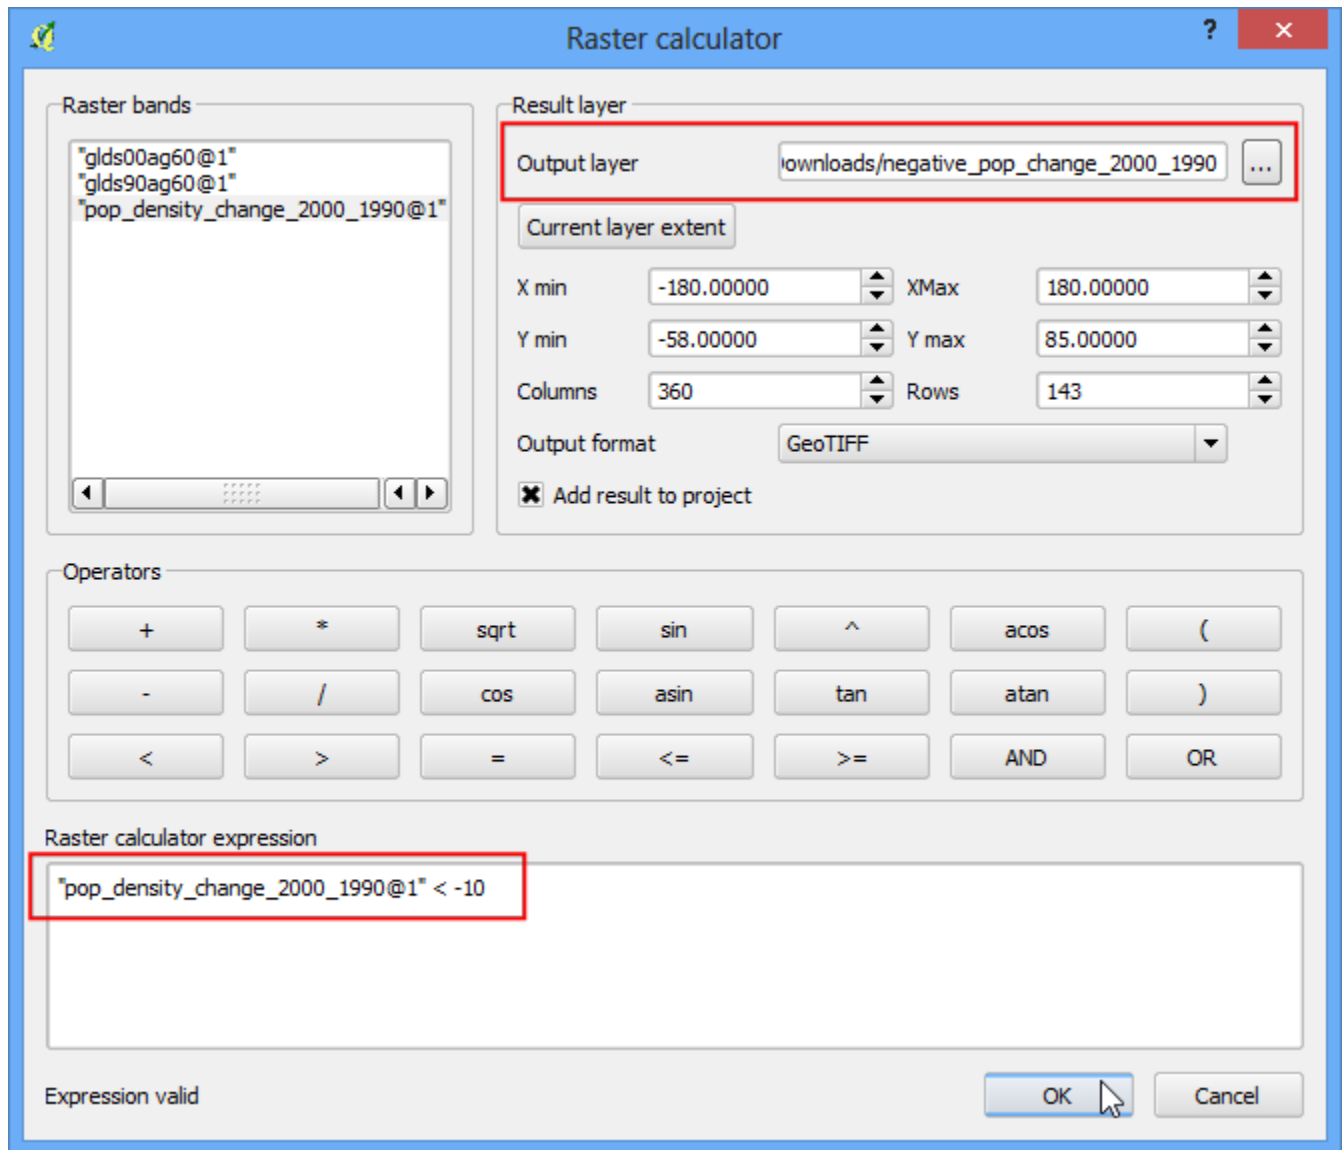 Raster calculator
?
Raster bands
"glds00ag60@1"
"glds90ag60@1"
"pop_density_change_2000_1990@1"
Result layer
Output layer ownloads/negative_pop_change_2000_1990 ...
Current layer extent
X min -180.00000 XMax 180.00000
Y min -58.00000 Y max 85.00000
Columns 360 Rows 143
Output format GeoTIFF
Add result to project
Operators
+ * sqrt sin ^ acos (
- / cos asin tan atan )
< > = <= >= AND OR
Raster calculator expression
"pop_density_change_2000_1990@1" < -10
Expression valid
OK Cancel